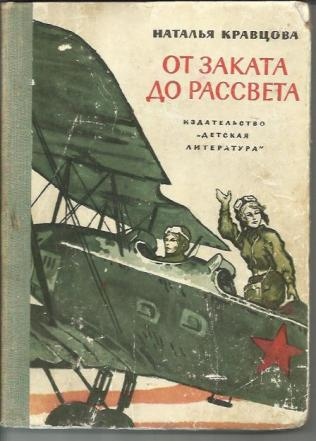 НАТАЛЬЯ КРАВЦОВА
ОТ ЗАКАТА
ДО РАССВЕТА
ИЗДАТЕЛЬСТВО
„ДЕТСКАЯ
ЛИТЕРАТУРА"